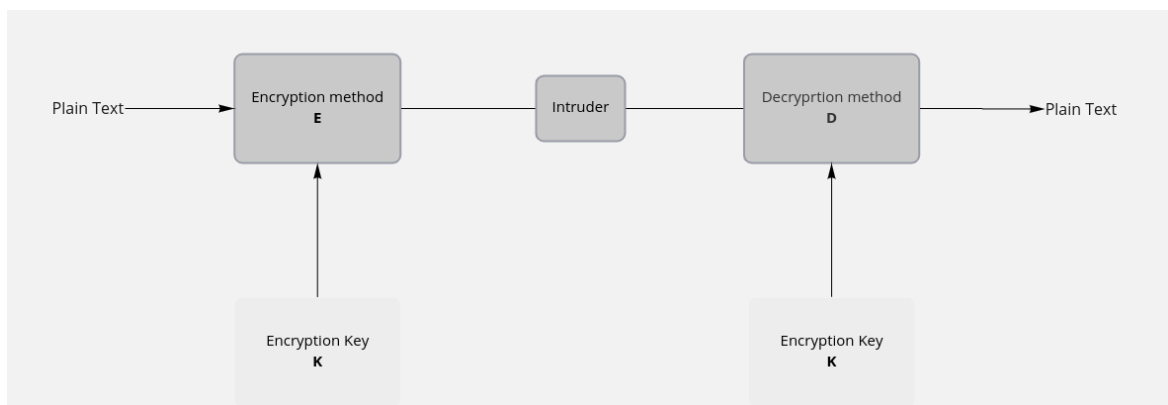 Plain Text
Encryption method
E
Intruder
Decryprtion method
D
Plain Text
Encryption Key
K
Encryption Key
K